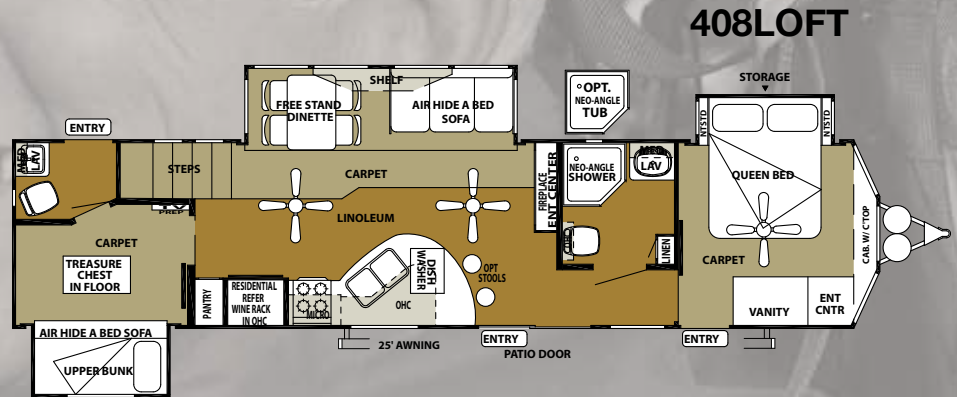 408LOFT
STORAGE
SHELF
FREE STAND
DINETTE
AIR HIDE A BED
SOFA
OPT.
NEO-ANGLE
TUB
NTSTD
NTSTD
ENTRY
MED
LAV
STEPS
CARPET
FIREPLACE
ENT CENTER
NEO-ANGLE
SHOWER
LAV
QUEEN BED
LINOLEUM
PREP
CARPET
TREASURE
CHEST
IN FLOOR
DISH
WASHER
OPT
STOOLS
OHC
LINEN
CARPET
CAB. W/ C'TOP
PANTRY
RESIDENTIAL
REFER
WINE RACK
IN OHC
MICRO
OHC
VANITY
ENT
CNTR
AIR HIDE A BED SOFA
UPPER BUNK
25' AWNING
ENTRY
PATIO DOOR
ENTRY